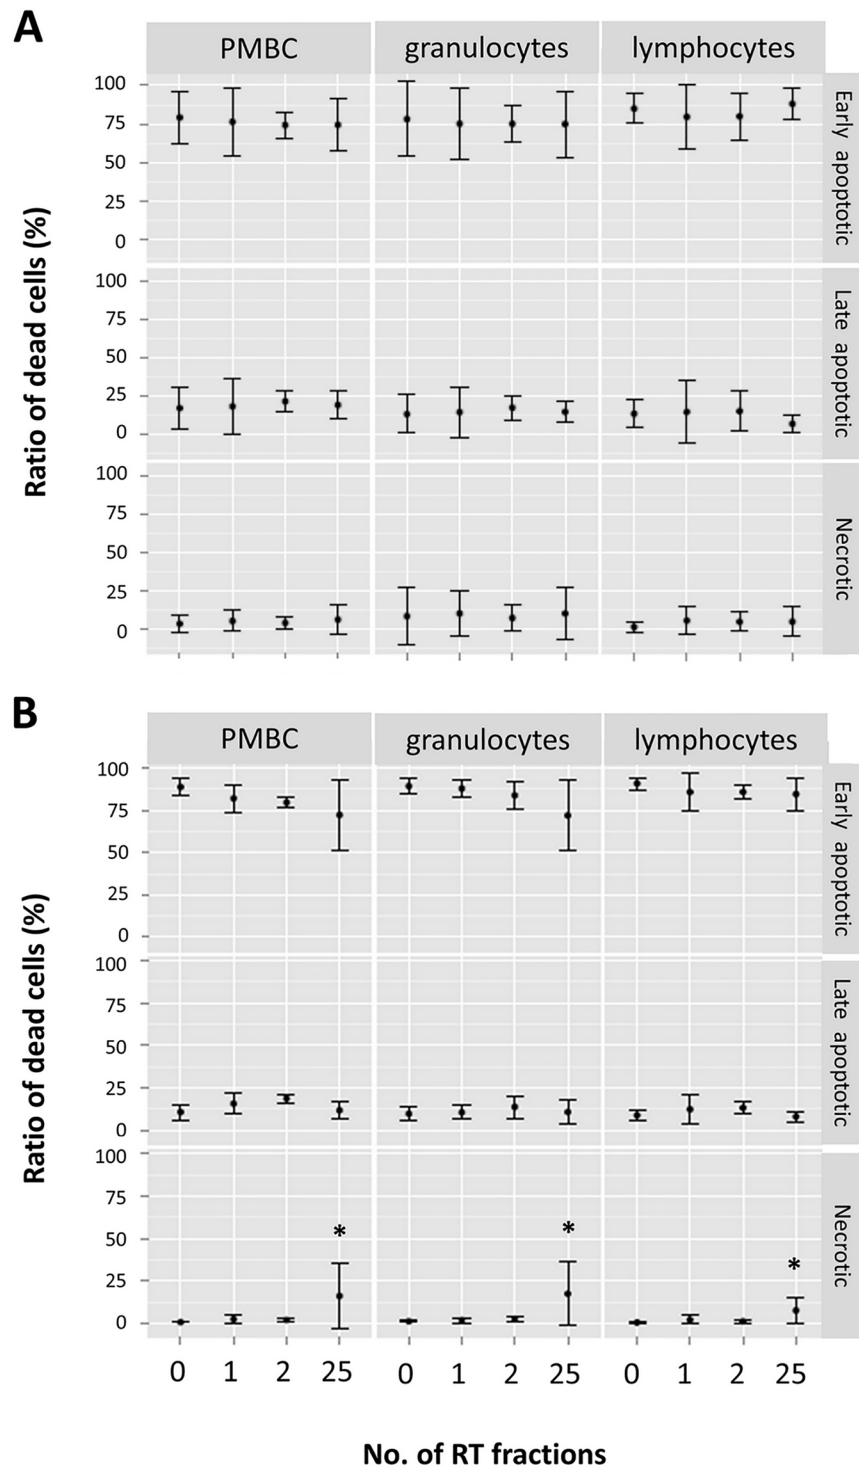 A
PMBC granulocytes lymphocytes
Ratio of dead cells (%)
100
75
50
25
0
Early apoptotic
100
75
50
25
0
Late apoptotic
100
75
50
25
0
Necrotic
B
PMBC granulocytes lymphocytes
Ratio of dead cells (%)
100
75
50
25
0
Early apoptotic
100
75
50
25
0
Late apoptotic
100
75
50
25
0
* * *
Necrotic
0 1 2 25 0 1 2 25 0 1 2 25
No. of RT fractions